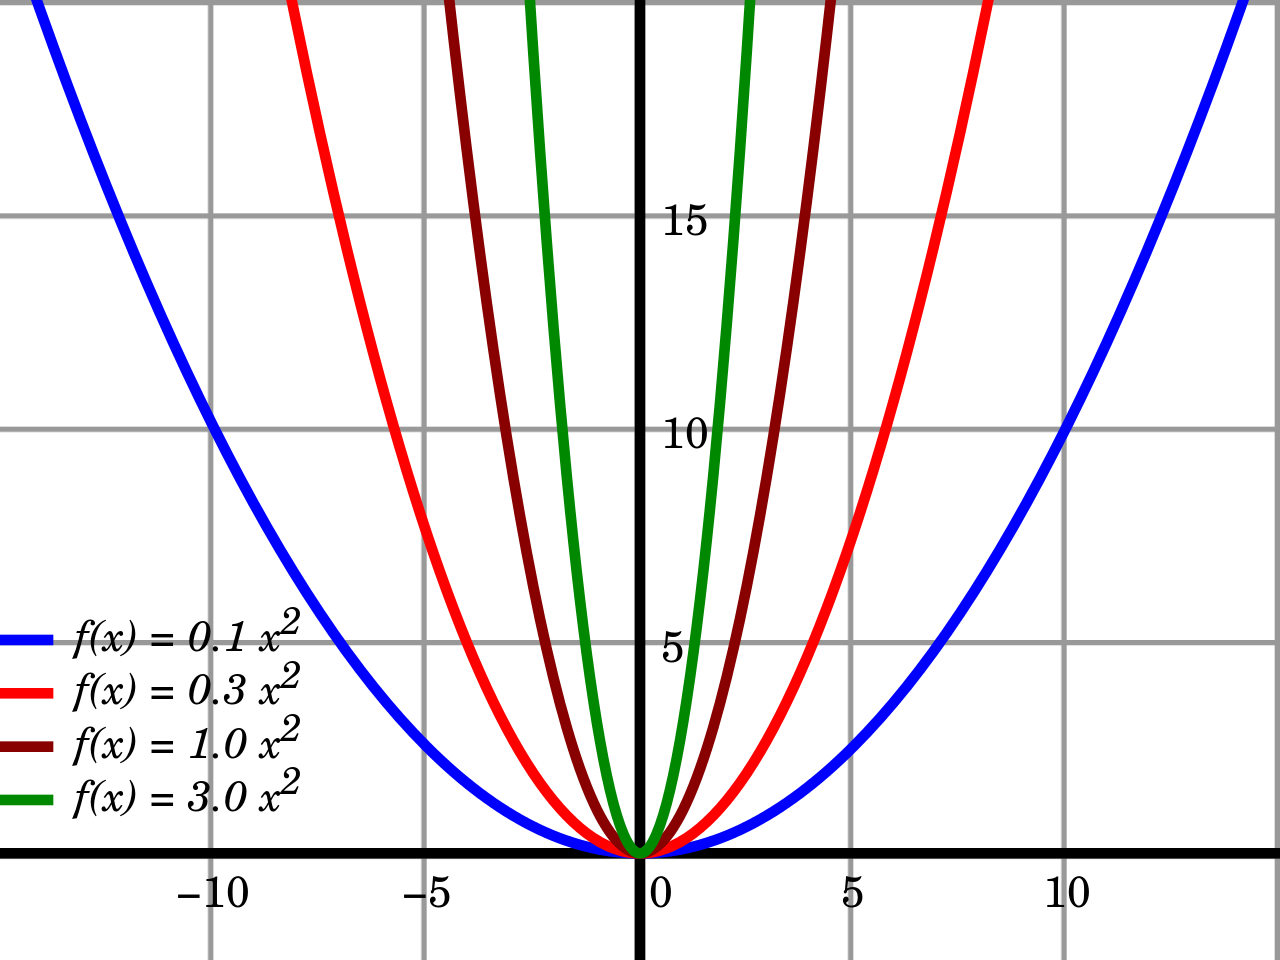 15
10
5
f(x) = 0.1 x²
f(x) = 0.3 x²
f(x) = 1.0 x²
f(x) = 3.0 x²
−10 −5 0 5 10